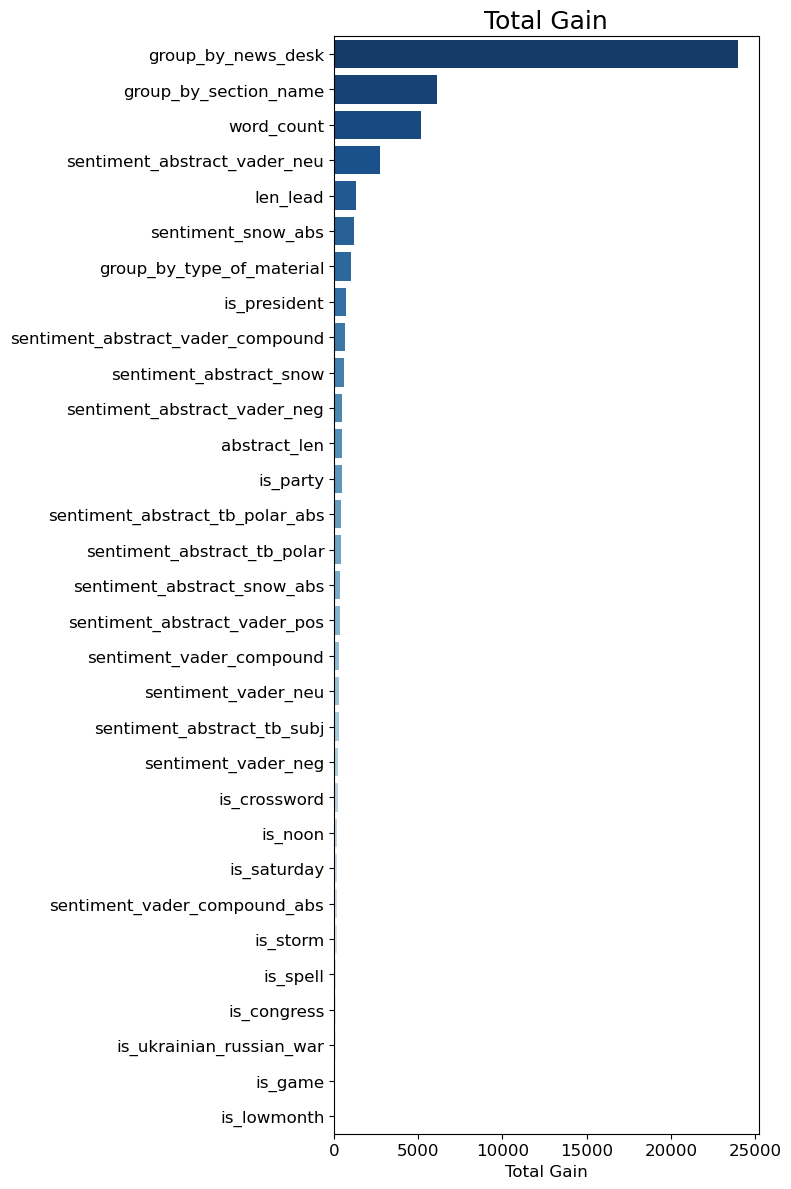 Total Gain
group_by_news_desk
group_by_section_name
word_count
sentiment_abstract_vader_neu
len_lead
sentiment_snow_abs
group_by_type_of_material
is_president
sentiment_abstract_vader_compound
sentiment_abstract_snow
sentiment_abstract_vader_neg
abstract_len
is_party
sentiment_abstract_tb_polar_abs
sentiment_abstract_tb_polar
sentiment_abstract_snow_abs
sentiment_abstract_vader_pos
sentiment_vader_compound
sentiment_vader_neu
sentiment_abstract_tb_subj
sentiment_vader_neg
is_crossword
is_noon
is_saturday
sentiment_vader_compound_abs
is_storm
is_spell
is_congress
is_ukrainian_russian_war
is_game
is_lowmonth
0 5000 10000 15000 20000 25000
Total Gain